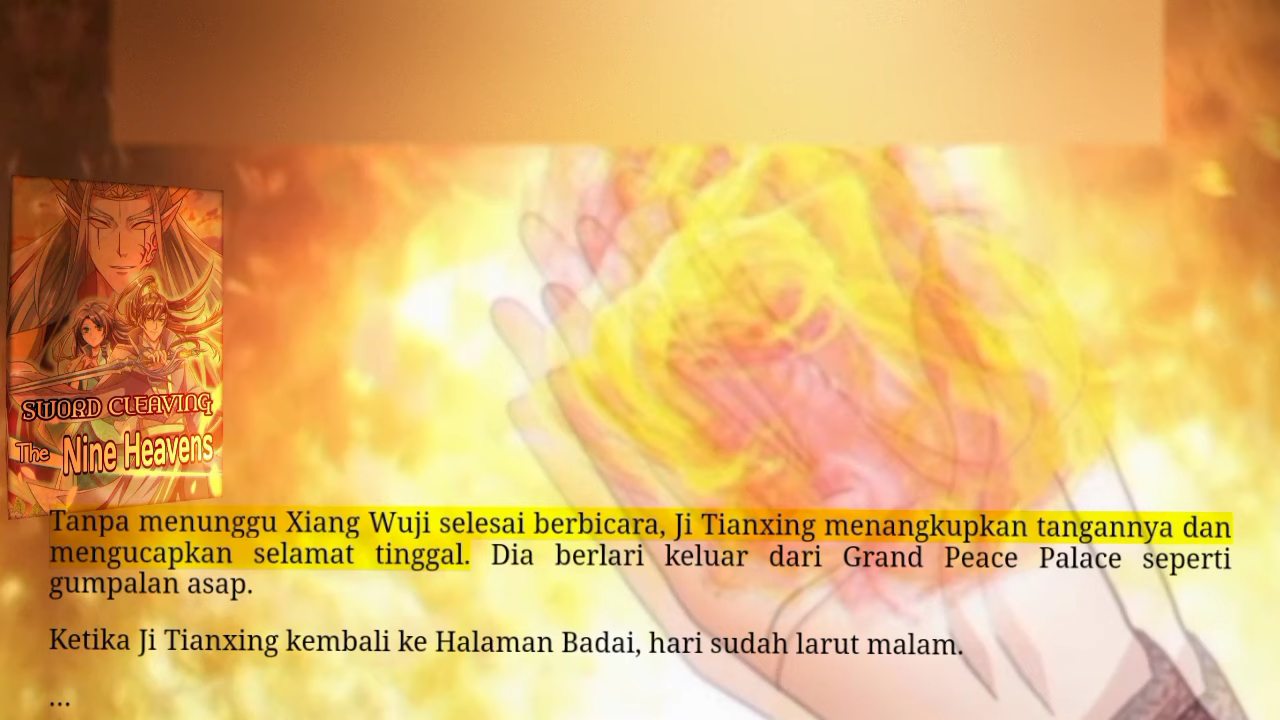 SWORD CLEAVING
The Nine Heavens
Tanpa menunggu Xiang Wuji selesai berbicara, Ji Tianxing menangkupkan tangannya dan
mengucapkan selamat tinggal. Dia berlari keluar dari Grand Peace Palace seperti
gumpalan asap.
Ketika Ji Tianxing kembali ke Halaman Badai, hari sudah larut malam.
...